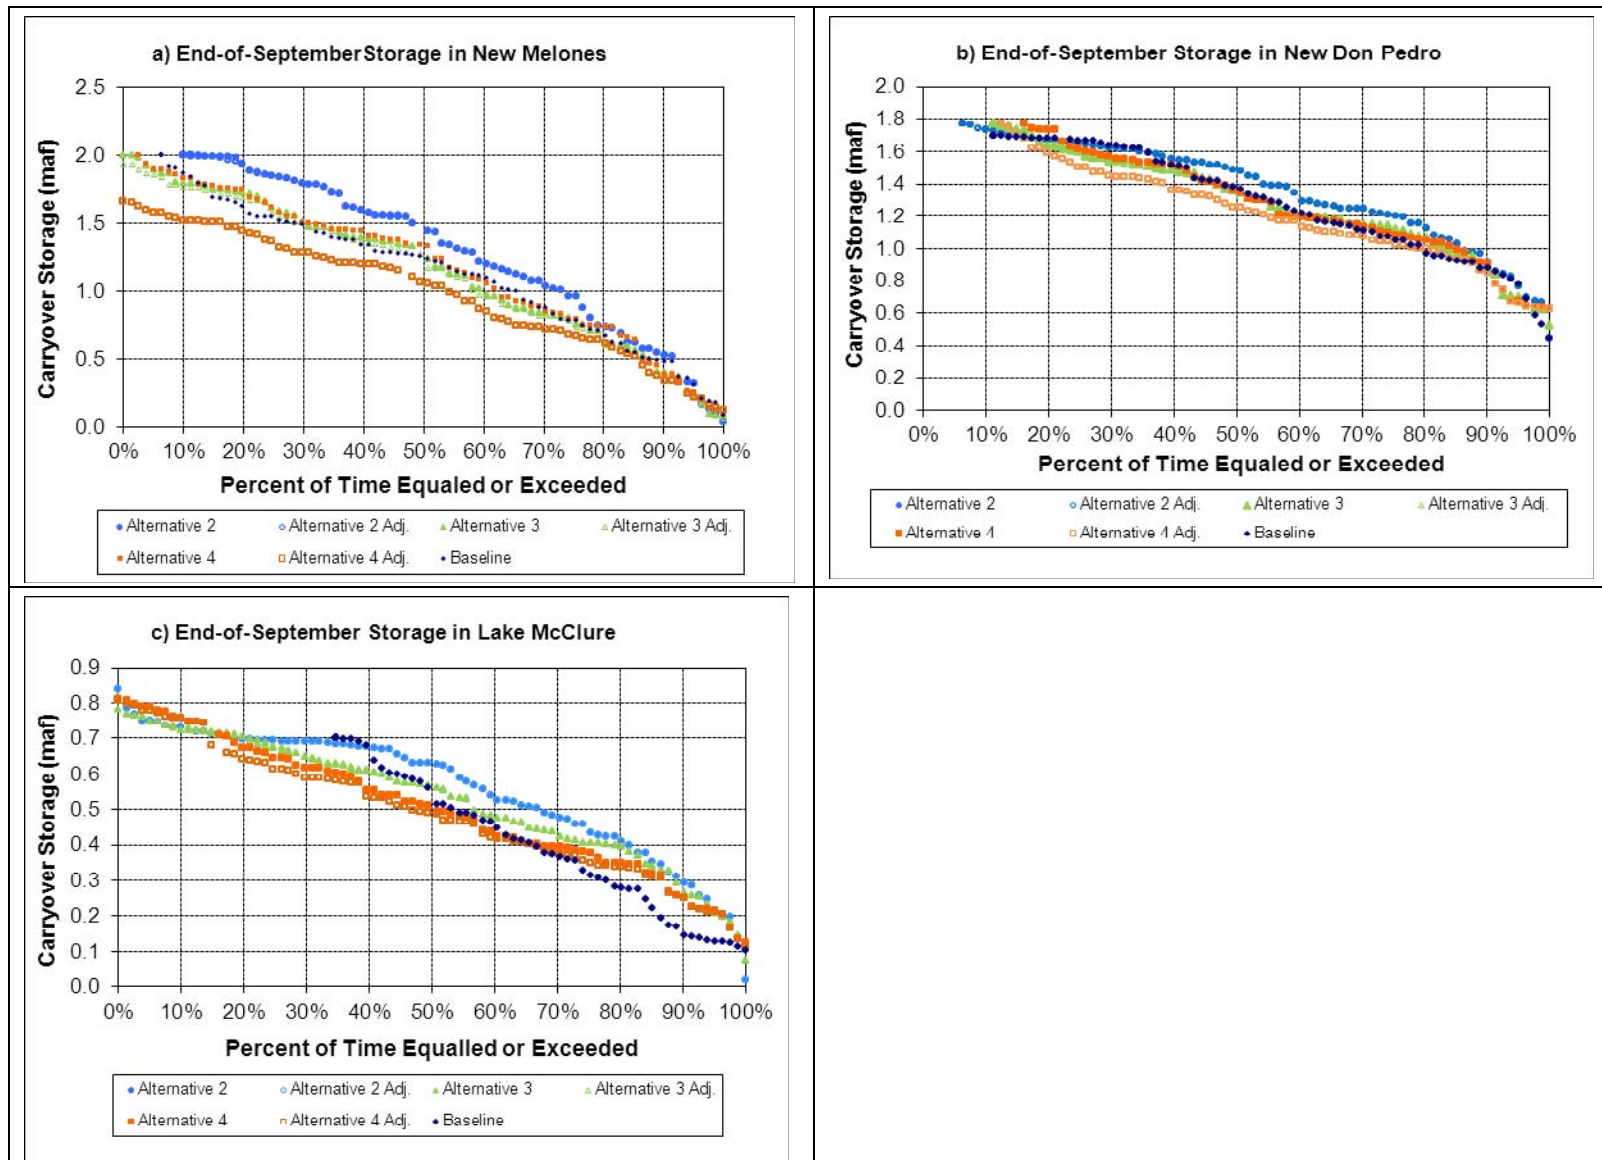 a) End-of-September Storage in New Melones
Carryover Storage (maf)
2.5
2.0
1.5
1.0
0.5
0.0
0% 10% 20% 30% 40% 50% 60% 70% 80% 90% 100%
Percent of Time Equaled or Exceeded
Alternative 2 Alternative 2 Adj. Alternative 3 Alternative 3 Adj.
Alternative 4 Alternative 4 Adj. Baseline
b) End-of-September Storage in New Don Pedro
Carryover Storage (maf)
2.0
1.8
1.6
1.4
1.2
1.0
0.8
0.6
0.4
0.2
0.0
0% 10% 20% 30% 40% 50% 60% 70% 80% 90% 100%
Percent of Time Equaled or Exceeded
Alternative 2 Alternative 2 Adj. Alternative 3 Alternative 3 Adj.
Alternative 4 Alternative 4 Adj. Baseline
c) End-of-September Storage in Lake McClure
Carryover Storage (maf)
0.9
0.8
0.7
0.6
0.5
0.4
0.3
0.2
0.1
0.0
0% 10% 20% 30% 40% 50% 60% 70% 80% 90% 100%
Percent of Time Equalled or Exceeded
Alternative 2 Alternative 2 Adj. Alternative 3 Alternative 3 Adj.
Alternative 4 Alternative 4 Adj. Baseline